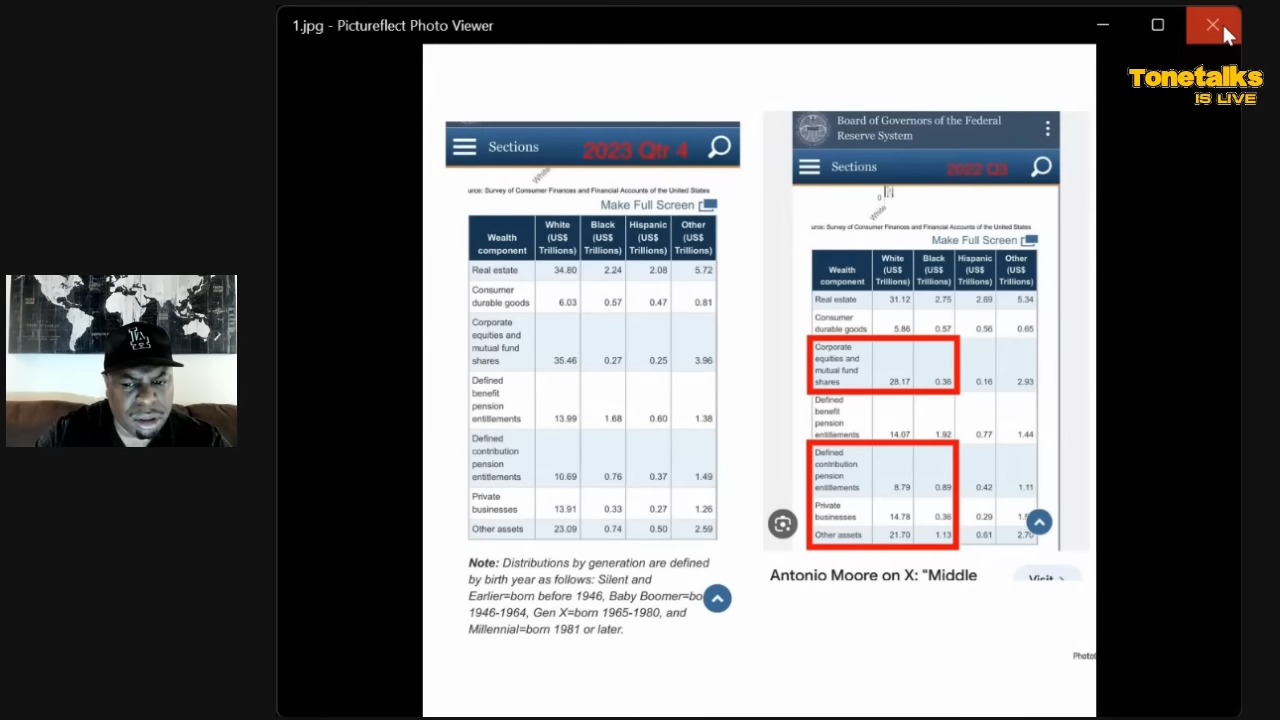 1.jpg - Pictureflect Photo Viewer
Tonetalks
IS LIVE
Sections 2023 Qtr 4
White
urce: Survey of Consumer Finances and Financial Accounts of the United States
Make Full Screen
Wealth component White (US$ Trillions) Black (US$ Trillions) Hispanic (US$ Trillions) Other (US$ Trillions)
Real estate 34.80 2.24 2.08 5.72
Consumer
durable goods 6.03 0.57 0.47 0.81
Corporate
equities and
mutual fund
shares 35.46 0.27 0.25 3.96
Defined
benefit
pension
entitlements 13.99 1.68 0.60 1.38
Defined
contribution
pension
entitlements 10.69 0.76 0.37 1.49
Private
businesses 13.91 0.33 0.27 1.26
Other assets 23.09 0.74 0.50 2.59
Note: Distributions by generation are defined
by birth year as follows: Silent and
Earlier=born before 1946, Baby Boomer=bo
1946-1964, Gen X=born 1965-1980, and
Millennial=born 1981 or later.
Board of Governors of the Federal
Reserve System
Sections 2022 Q3
0
White
urce: Survey of Consumer Finances and Financial Accounts of the United States
Make Full Screen
Wealth component White (US$ Trillions) Black (US$ Trillions) Hispanic (US$ Trillions) Other (US$ Trillions)
Real estate 31.12 2.75 2.69 5.34
Consumer
durable goods 5.86 0.57 0.56 0.65
Corporate
equities and
mutual fund
shares 28.17 0.36 0.16 2.93
Defined
benefit
pension
entitlements 14.07 1.92 0.77 1.44
Defined
contribution
pension
entitlements 8.79 0.89 0.42 1.11
Private
businesses 14.78 0.36 0.29
Other assets 21.70 1.13 0.61 2.70
Antonio Moore on X: "Middle
Visit